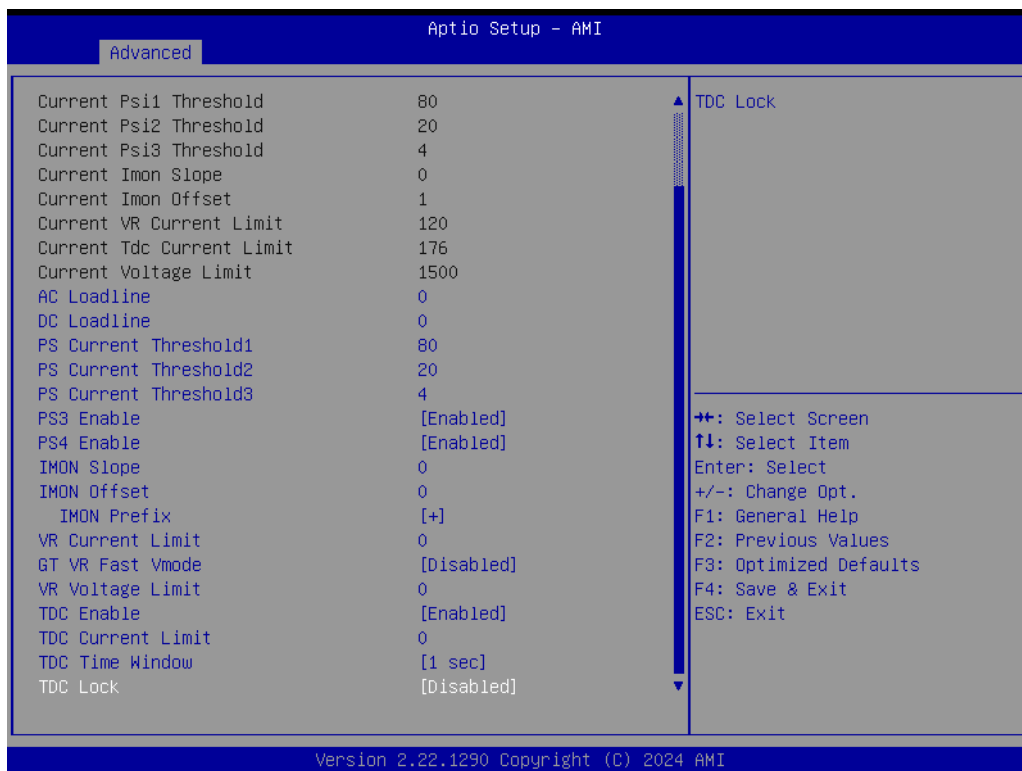 Aptio Setup – AMI
Advanced
Current Psi1 Threshold 80
Current Psi2 Threshold 20
Current Psi3 Threshold 4
Current Imon Slope 0
Current Imon Offset 1
Current VR Current Limit 120
Current Tdc Current Limit 176
Current Voltage Limit 1500
AC Loadline 0
DC Loadline 0
PS Current Threshold1 80
PS Current Threshold2 20
PS Current Threshold3 4
PS3 Enable [Enabled]
PS4 Enable [Enabled]
IMON Slope 0
IMON Offset 0
IMON Prefix [+]
VR Current Limit 0
GT VR Fast Vmode [Disabled]
VR Voltage Limit 0
TDC Enable [Enabled]
TDC Current Limit 0
TDC Time Window [1 sec]
TDC Lock [Disabled]
TDC Lock
→←: Select Screen
↑↓: Select Item
Enter: Select
+/-: Change Opt.
F1: General Help
F2: Previous Values
F3: Optimized Defaults
F4: Save & Exit
ESC: Exit
Version 2.22.1290 Copyright (C) 2024 AMI